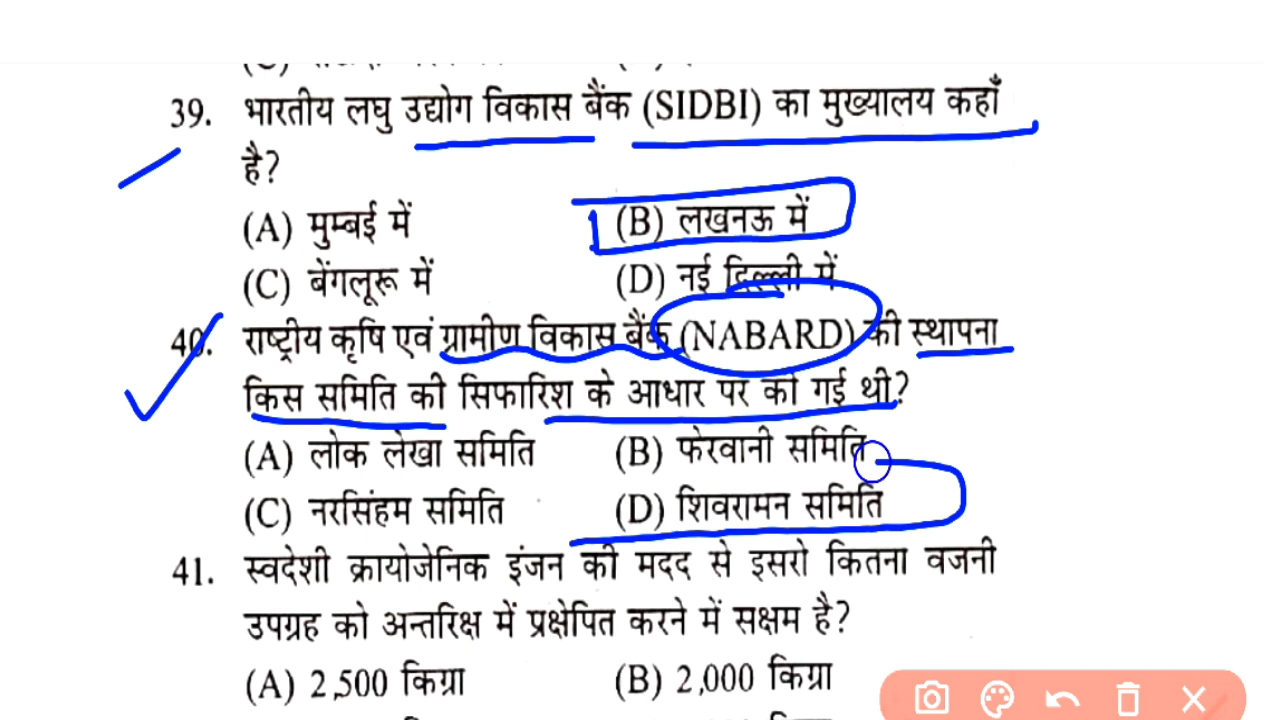 39. भारतीय लघु उद्योग विकास बैंक (SIDBI) का मुख्यालय कहाँ
है?
(A) मुम्बई में (B) लखनऊ में
(C) बेंगलूरू में (D) नई दिल्ली में
40. राष्ट्रीय कृषि एवं ग्रामीण विकास बैंक (NABARD) की स्थापना
किस समिति की सिफारिश के आधार पर की गई थी?
(A) लोक लेखा समिति (B) फेरवानी समिति
(C) नरसिंहम समिति (D) शिवरामन समिति
41. स्वदेशी क्रायोजेनिक इंजन की मदद से इसरो कितना वजनी
उपग्रह को अन्तरिक्ष में प्रक्षेपित करने में सक्षम है?
(A) 2,500 किग्रा (B) 2,000 किग्रा